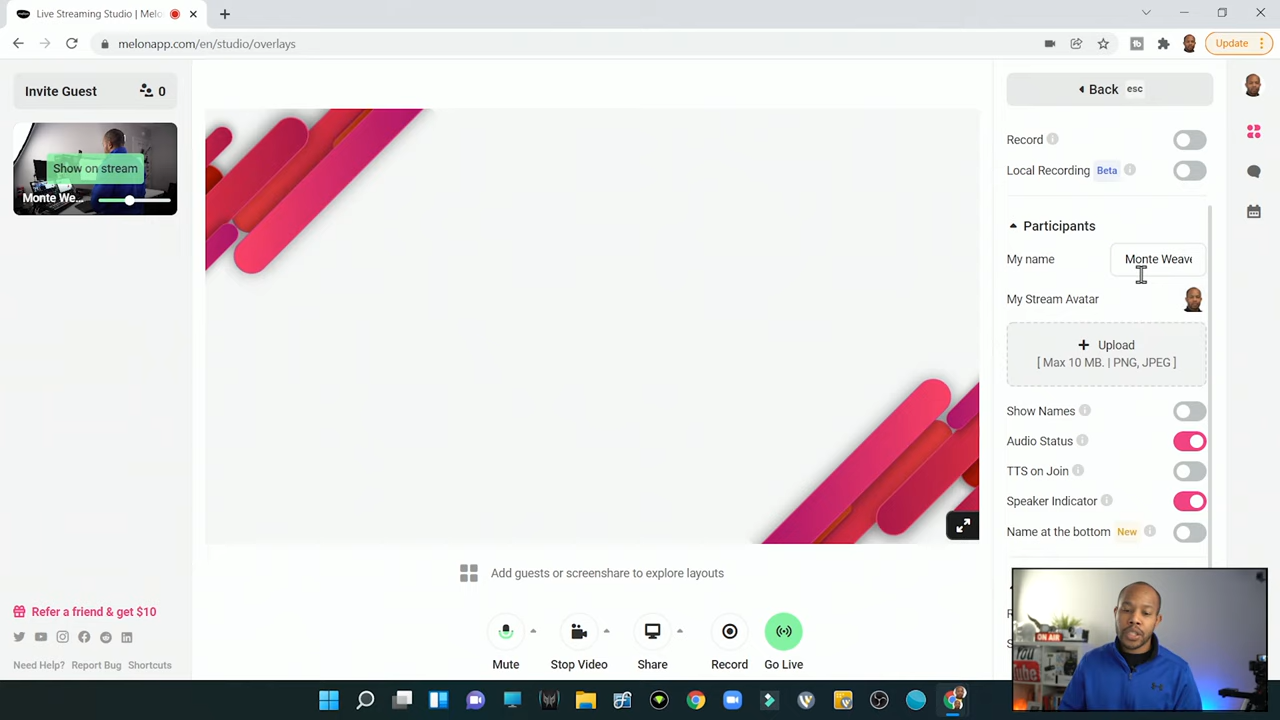 Live Streaming Studio | Melo
melonapp.com/en/studio/overlays
Update
Invite Guest 0
Show on stream
Monte We...
Back esc
Record
Local Recording Beta
Participants
My name Monte Weave
My Stream Avatar
+ Upload
[ Max 10 MB. | PNG, JPEG ]
Show Names
Audio Status
TTS on Join
Speaker Indicator
Name at the bottom New
Add guests or screenshare to explore layouts
Mute Stop Video Share Record Go Live
Refer a friend & get $10
Need Help? Report Bug Shortcuts
ON AIR